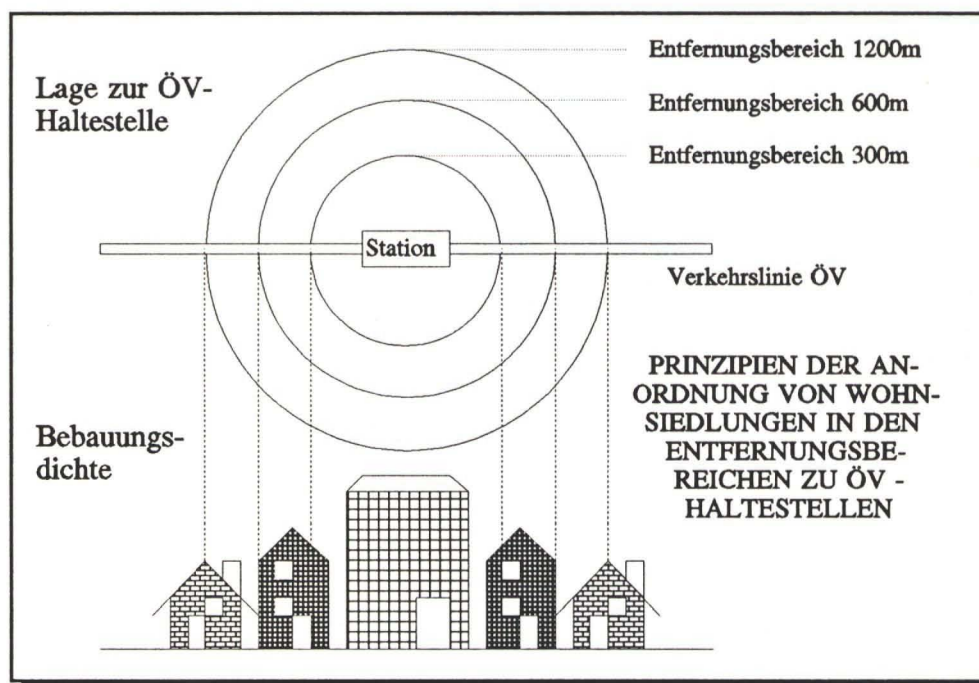 Lage zur ÖV-
Haltestelle
Entfernungsbereich 1200m
Entfernungsbereich 600m
Entfernungsbereich 300m
Station
Verkehrslinie ÖV
Bebauungs-
dichte
PRINZIPIEN DER AN-
ORDNUNG VON WOHN-
SIEDLUNGEN IN DEN
ENTFERNUNGSBE-
REICHEN ZU ÖV -
HALTESTELLEN